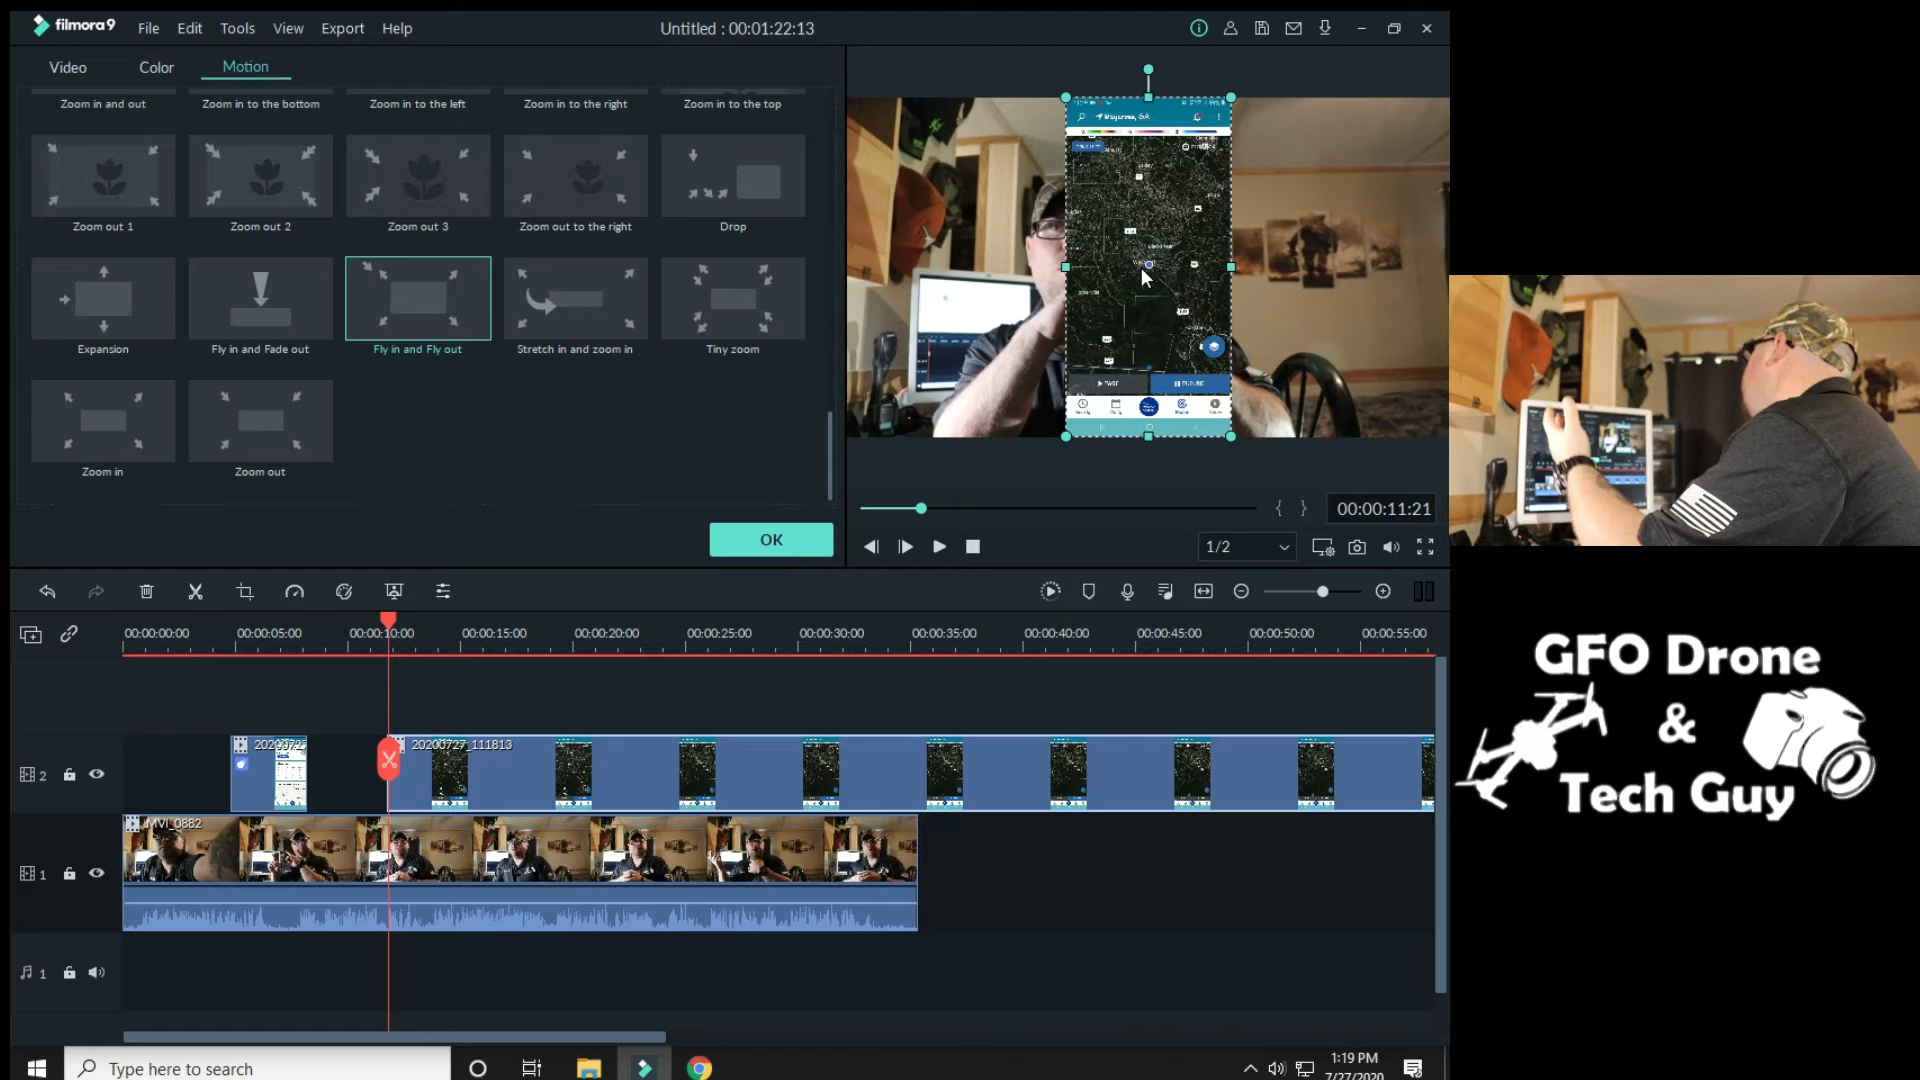 filmora9 File Edit Tools View Export Help Untitled : 00:01:22:13
Video Color Motion
Zoom in and out Zoom in to the bottom Zoom in to the left Zoom in to the right Zoom in to the top
Zoom out 1 Zoom out 2 Zoom out 3 Zoom out to the right Drop
Expansion Fly in and Fade out Fly in and Fly out Stretch in and zoom in Tiny zoom
Zoom in Zoom out
OK
Waycross, GA
PAST FUTURE
{ } 00:00:11:21
1/2
00:00:00:00 00:00:05:00 00:00:10:00 00:00:15:00 00:00:20:00 00:00:25:00 00:00:30:00 00:00:35:00 00:00:40:00 00:00:45:00 00:00:50:00 00:00:55:00
2 20200727_111813
1 MVI_0882
1
GFO Drone
&
Tech Guy
Type here to search
1:19 PM
7/27/2020